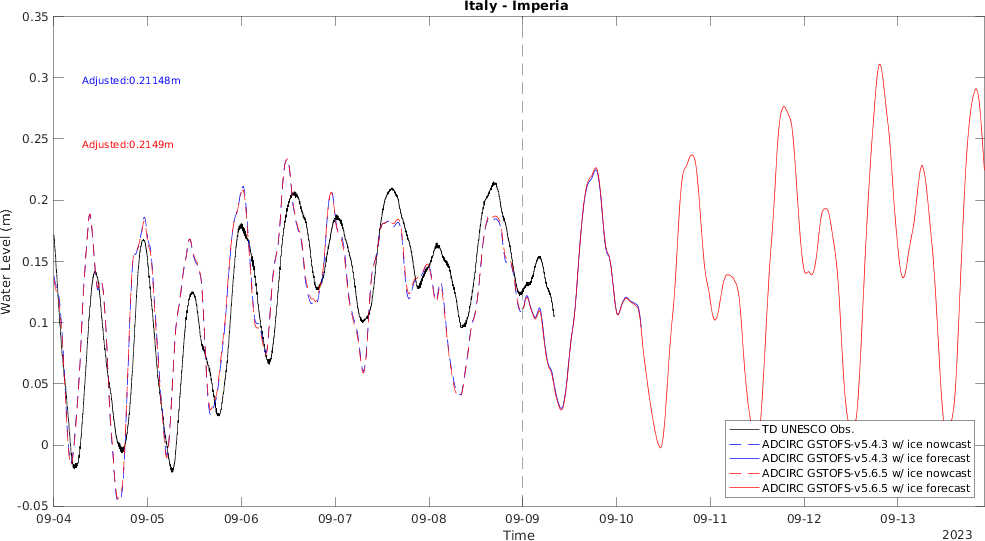 Italy - Imperia
0.35
0.3
0.25
0.2
0.15
0.1
0.05
0
-0.05
Water Level (m)
Adjusted:0.21148m
Adjusted:0.2149m
TD UNESCO Obs.
ADCIRC GSTOFS-v5.4.3 w/ ice nowcast
ADCIRC GSTOFS-v5.4.3 w/ ice forecast
ADCIRC GSTOFS-v5.6.5 w/ ice nowcast
ADCIRC GSTOFS-v5.6.5 w/ ice forecast
09-04 09-05 09-06 09-07 09-08 09-09 09-10 09-11 09-12 09-13
Time
2023